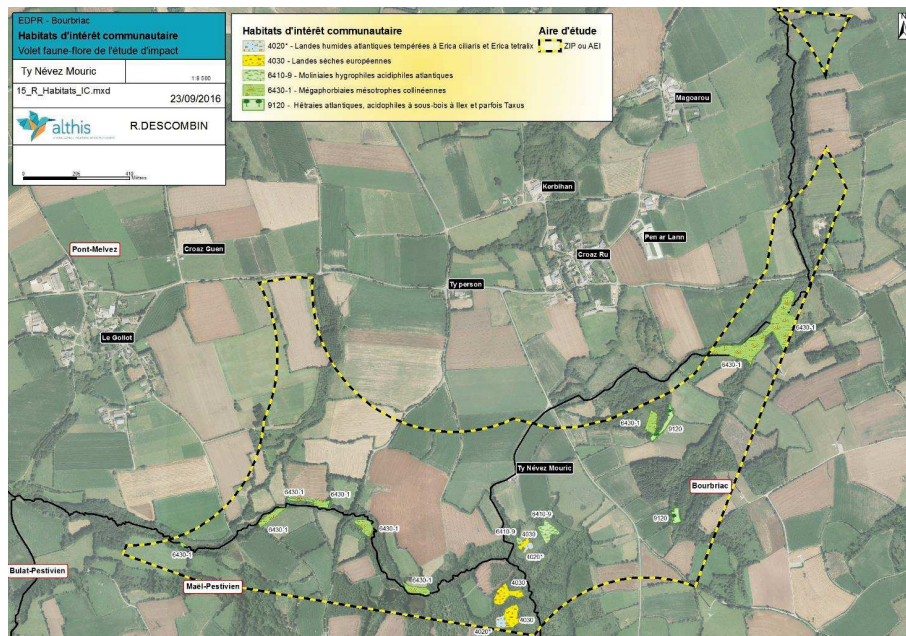 EDPR - Bourbriac
Habitats d'intérêt communautaire
Volet faune-flore de l'étude d'impact
Ty Névez Mouric
1:9 500
15_R_Habitats_IC.mxd
23/09/2016
althis
R.DESCOMBIN
0 205 410
Mètres
Habitats d'intérêt communautaire
4020* - Landes humides atlantiques tempérées à Erica ciliaris et Erica tetralix
4030 - Landes sèches européennes
6410-9 - Moliniaies hygrophiles acidiphiles atlantiques
6430-1 - Mégaphorbiaies mésotrophes collinéennes
9120 - Hêtraies atlantiques, acidophiles à sous-bois à Ilex et parfois Taxus
Aire d'étude
ZIP ou AEI
N
Magoarou
Kerbihan
Pen ar Lann
Pont-Melvez
Croaz Guen
Croaz Ru
Ty person
Le Gollot
6430-1
6430-1
6430-1
9120
Ty Névez Mouric
Bourbriac
6430-1
6430-1
6430-1
6430-1
6430-1
6430-1
6410-9
6410-9
4030
4020*
9120
Bulat-Pestivien
Maël-Pestivien
4030
4030
4020*